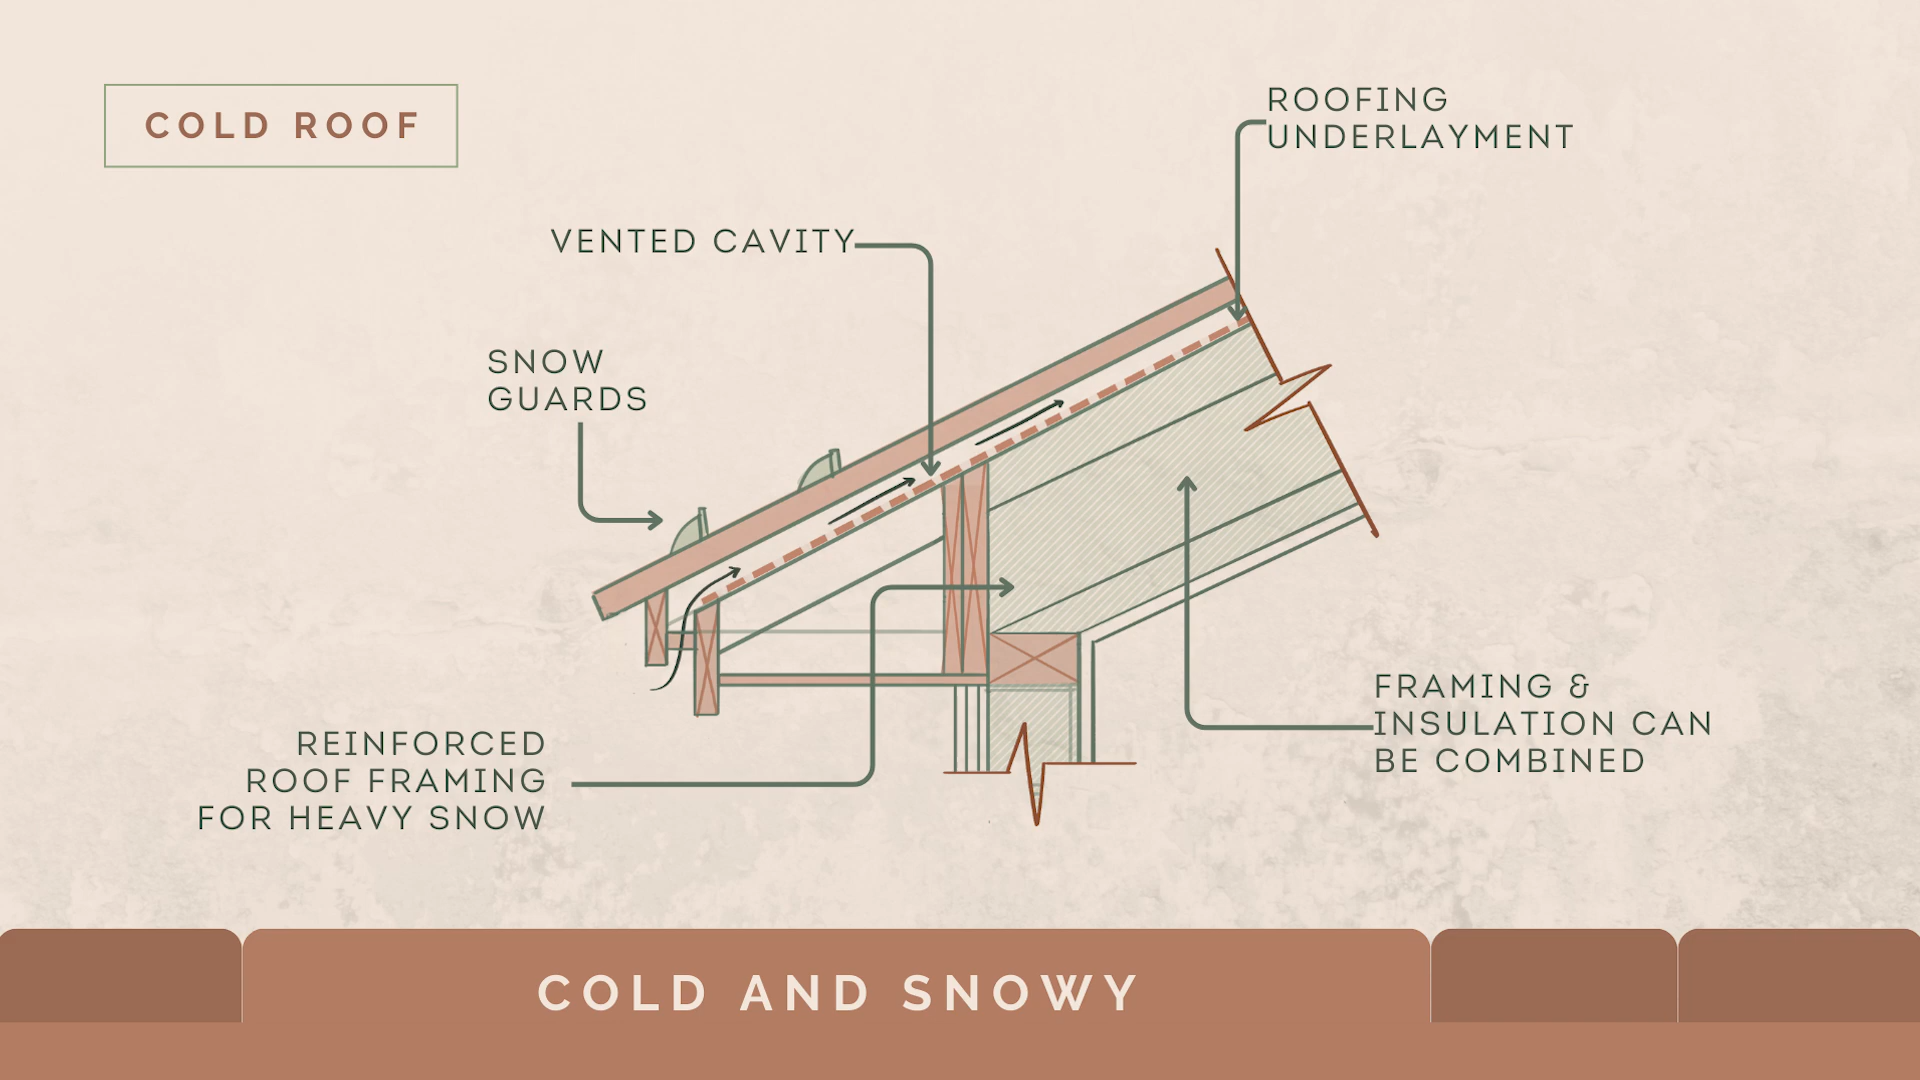 COLD ROOF
ROOFING
UNDERLAYMENT
VENTED CAVITY
SNOW
GUARDS
REINFORCED
ROOF FRAMING
FOR HEAVY SNOW
FRAMING &
INSULATION CAN
BE COMBINED
COLD AND SNOWY